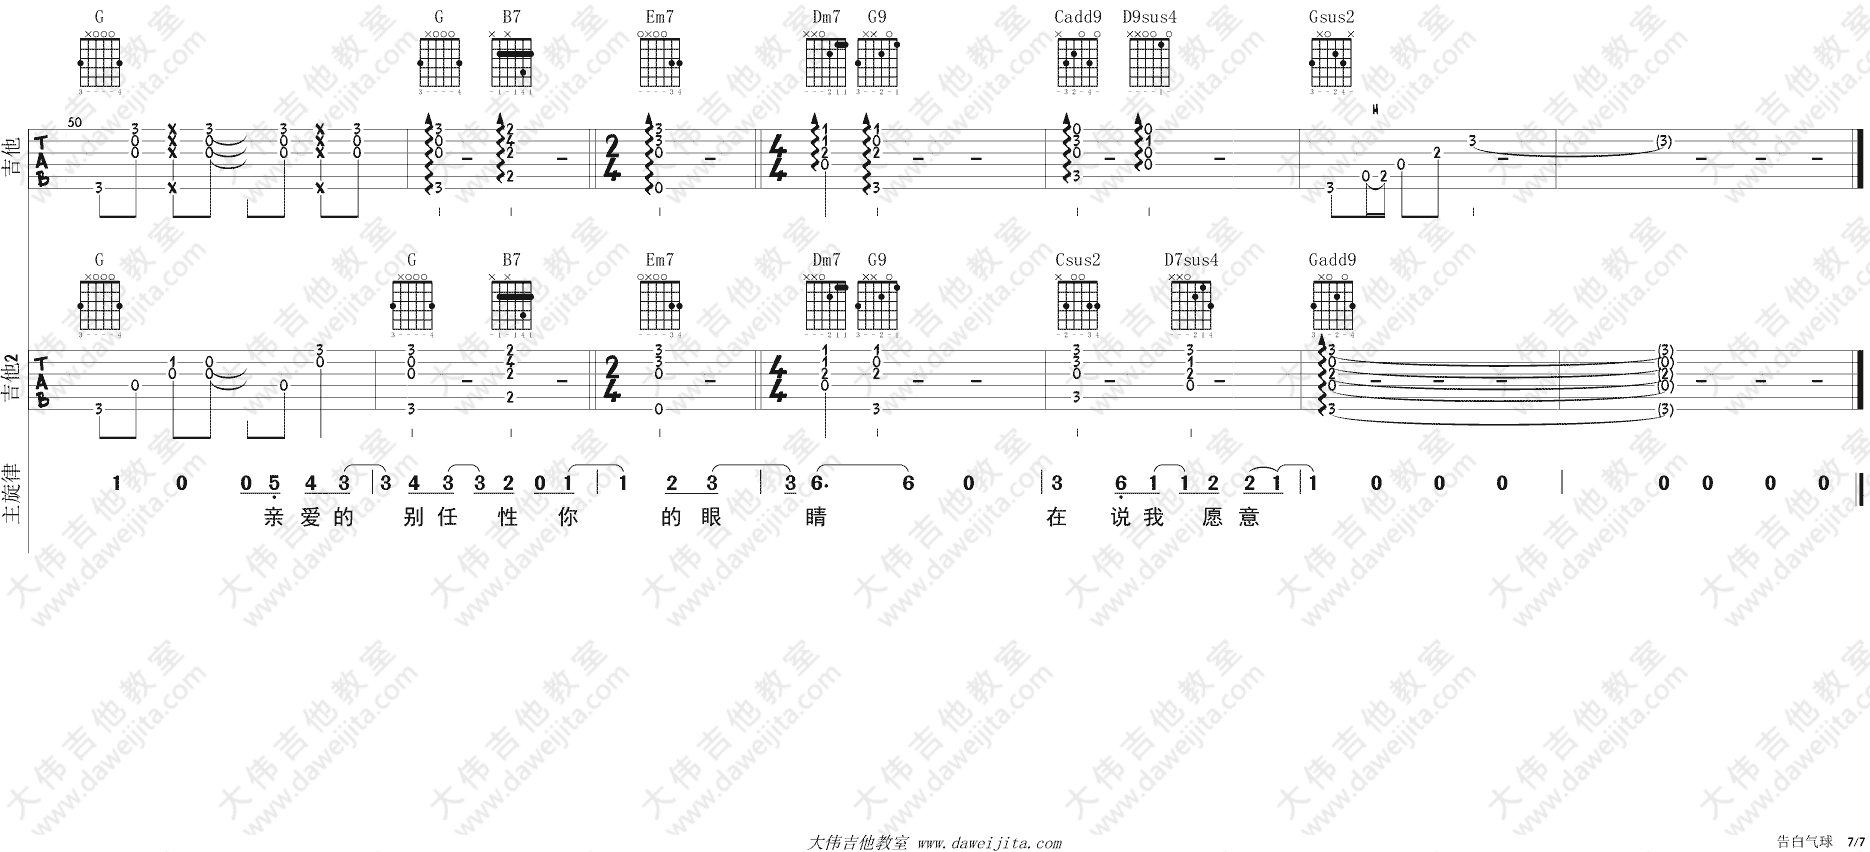 G G B7 Em7 Dm7 G9 Cadd9 D9sus4 Gsus2
50
H
吉他
G G B7 Em7 Dm7 G9 Csus2 D7sus4 Gadd9
吉他2
主旋律
1 0 0 5 4 3 3 4 3 3 2 0 1 1 2 3 3 6. 6 0 3 6 1 1 2 2 1 1 0 0 0 0 0 0 0
亲 爱 的 别 任 性 你 的 眼 睛 在 说 我 愿 意
大伟吉他教室 www.daweijita.com
告白气球 7/7